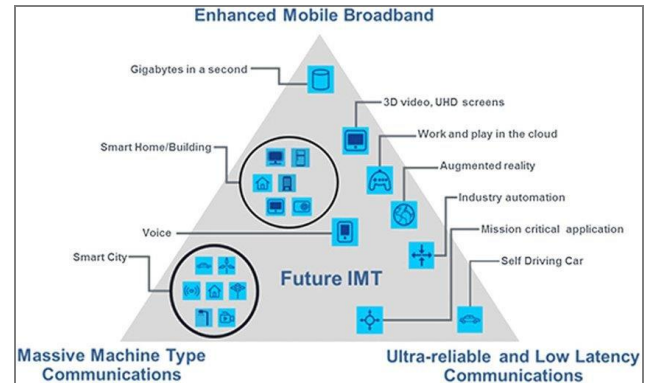 Enhanced Mobile Broadband
Gigabytes in a second
3D video, UHD screens
Work and play in the cloud
Smart Home/Building
Augmented reality
Industry automation
Voice
Mission critical application
Smart City
Self Driving Car
Future IMT
Massive Machine Type
Communications
Ultra-reliable and Low Latency
Communications